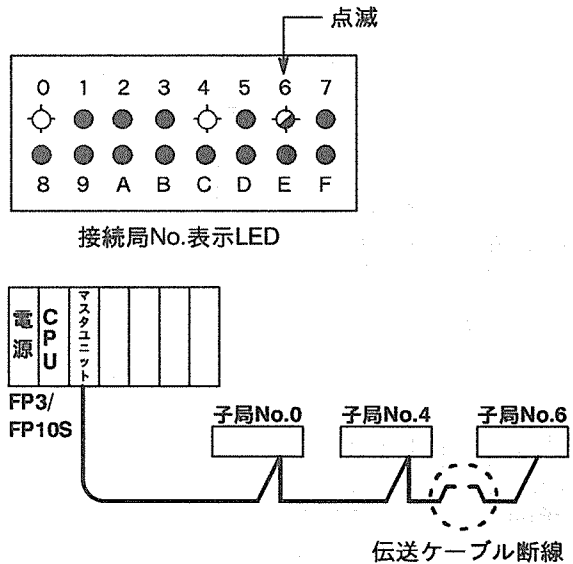 点滅
0 1 2 3 4 5 6 7
8 9 A B C D E F
接続局No.表示LED
電源
CPU
マスタユニット
FP3/
FP10S
子局No.0
子局No.4
子局No.6
伝送ケーブル断線